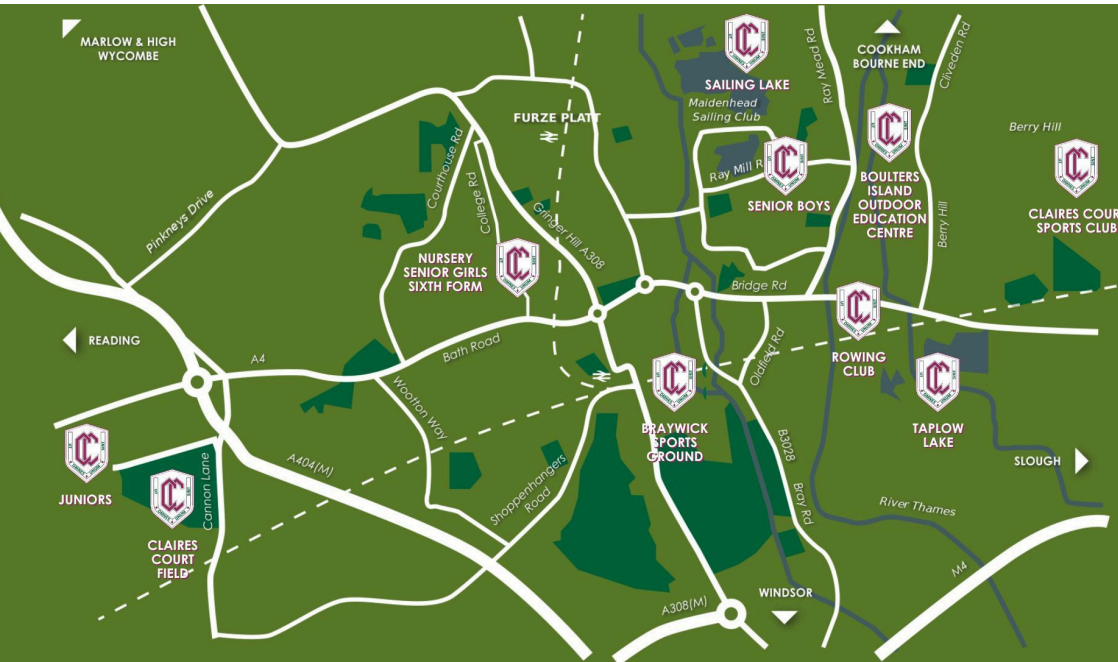 MARLOW & HIGH
WYCOMBE
SAILING LAKE
Maidenhead
Sailing Club
Ray Mead Rd
COOKHAM
BOURNE END
Cliveden Rd
FURZE PLATT
Berry Hill
Courthouse Rd
College Rd
Ray Mill R
SENIOR BOYS
BOULTERS
ISLAND
OUTDOOR
EDUCATION
CENTRE
CLAIRES COUR
SPORTS CLUB
Pinkneys Drive
Gringer Hill A308
Berry Hill
NURSERY
SENIOR GIRLS
SIXTH FORM
Bridge Rd
READING
A4
Bath Road
Oldfield Rd
ROWING
CLUB
Wootton Way
BRAYWICK
SPORTS
GROUND
TAPLOW
LAKE
B3028
SLOUGH
A404(M)
JUNIORS
Cannon Lane
Shoppenhangers
Road
Bray Rd
River Thames
CLAIRES
COURT
FIELD
M4
WINDSOR
A308(M)